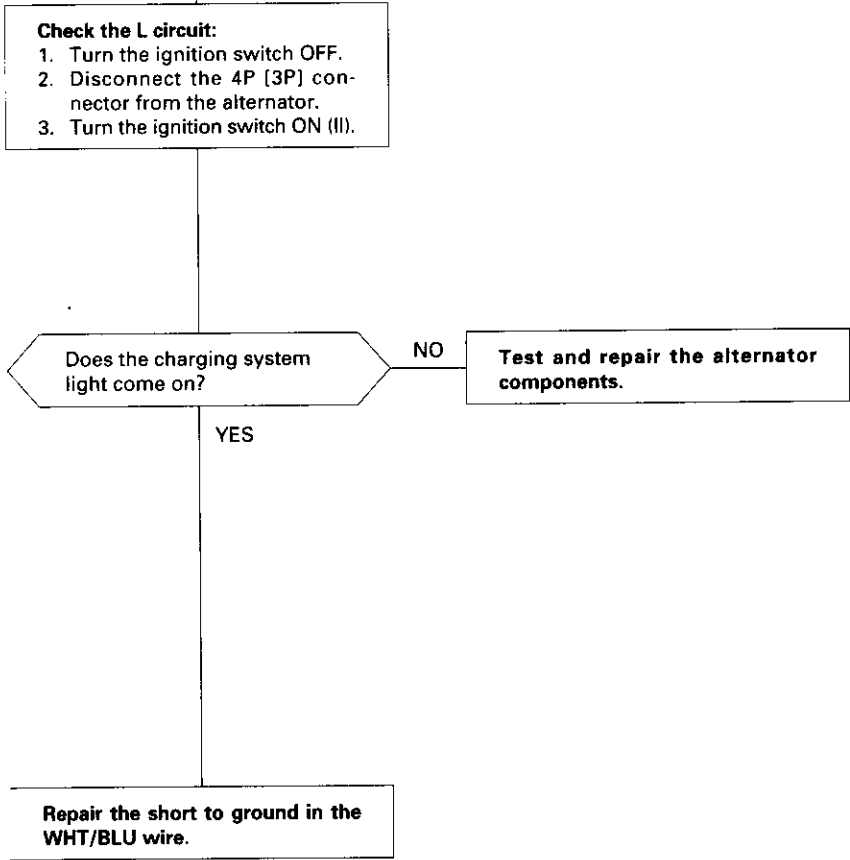 Check the L circuit:
1. Turn the ignition switch OFF.
2. Disconnect the 4P [3P] con-
nector from the alternator.
3. Turn the ignition switch ON (II).
Does the charging system
light come on?
NO
Test and repair the alternator
components.
YES
Repair the short to ground in the
WHT/BLU wire.